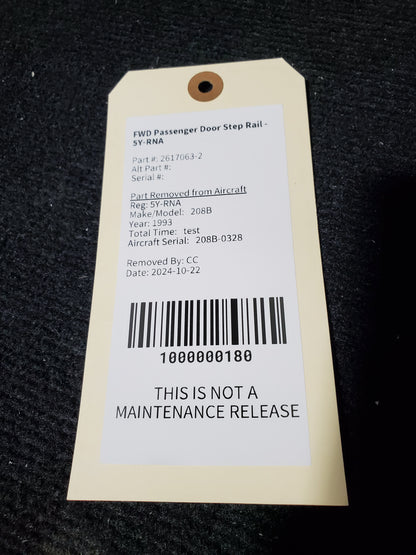 FWD Passenger Door Step Rail -
5Y-RNA
Part #: 2617063-2
Alt Part #:
Serial #:
Part Removed from Aircraft
Reg: 5Y-RNA
Make/Model: 208B
Year: 1993
Total Time: test
Aircraft Serial: 208B-0328
Removed By: CC
Date: 2024-10-22
1000000180
THIS IS NOT A
MAINTENANCE RELEASE